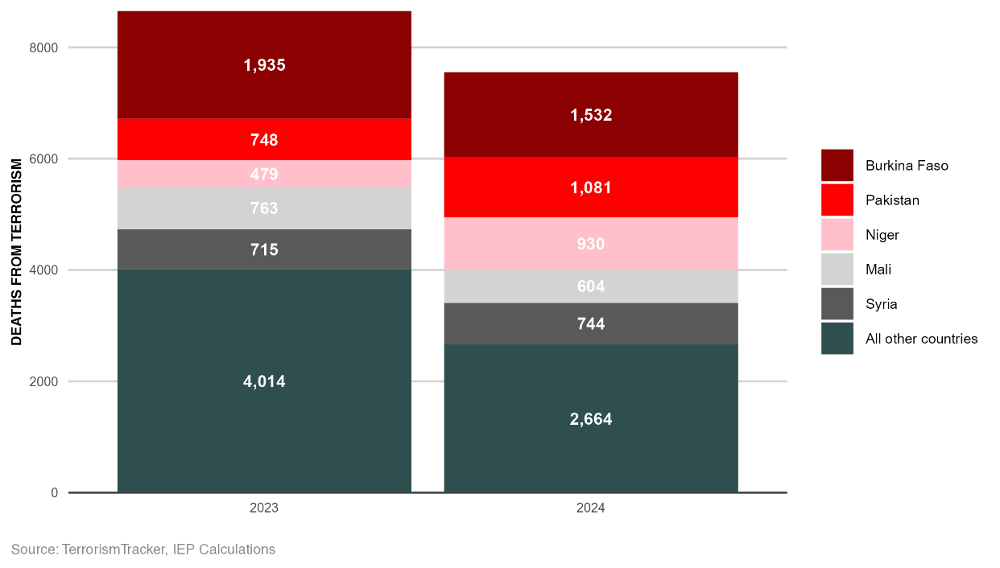 DEATHS FROM TERRORISM
8000
6000
4000
2000
0
1,935
748
479
763
715
4,014
1,532
1,081
930
604
744
2,664
2023
2024
Burkina Faso
Pakistan
Niger
Mali
Syria
All other countries
Source: TerrorismTracker, IEP Calculations